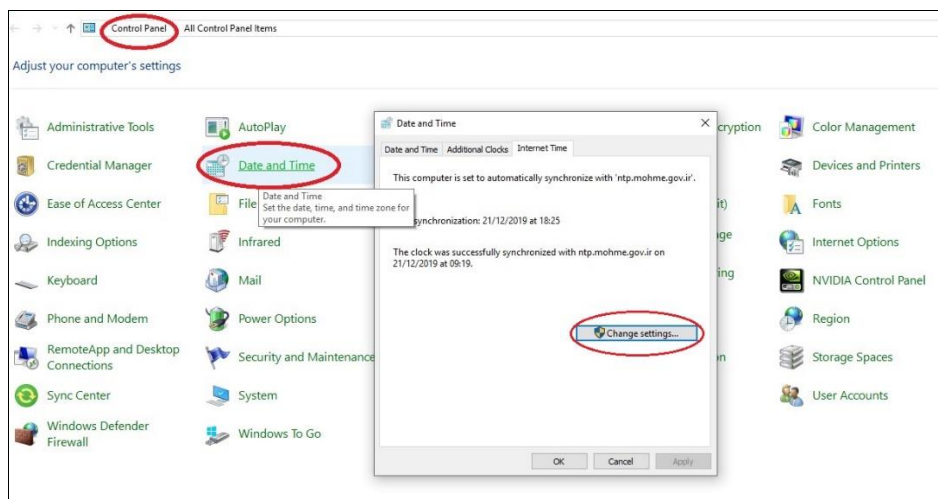 Control Panel All Control Panel Items
Adjust your computer's settings
Administrative Tools
AutoPlay
Credential Manager
Date and Time
Date and Time
Set the date, time, and time zone for
your computer.
Ease of Access Center
File
Indexing Options
Infrared
Keyboard
Mail
Phone and Modem
Power Options
RemoteApp and Desktop
Connections
Security and Maintenance
Sync Center
System
Windows Defender
Firewall
Windows To Go
Date and Time
Date and Time Additional Clocks Internet Time
This computer is set to automatically synchronize with 'ntp.mohme.gov.ir'.
synchronization: 21/12/2019 at 18:25
The clock was successfully synchronized with ntp.mohme.gov.ir on
21/12/2019 at 09:19.
Change settings...
OK Cancel Apply
cryption
Color Management
Devices and Printers
it)
Fonts
ge
Internet Options
ing
NVIDIA Control Panel
Region
on
Storage Spaces
User Accounts